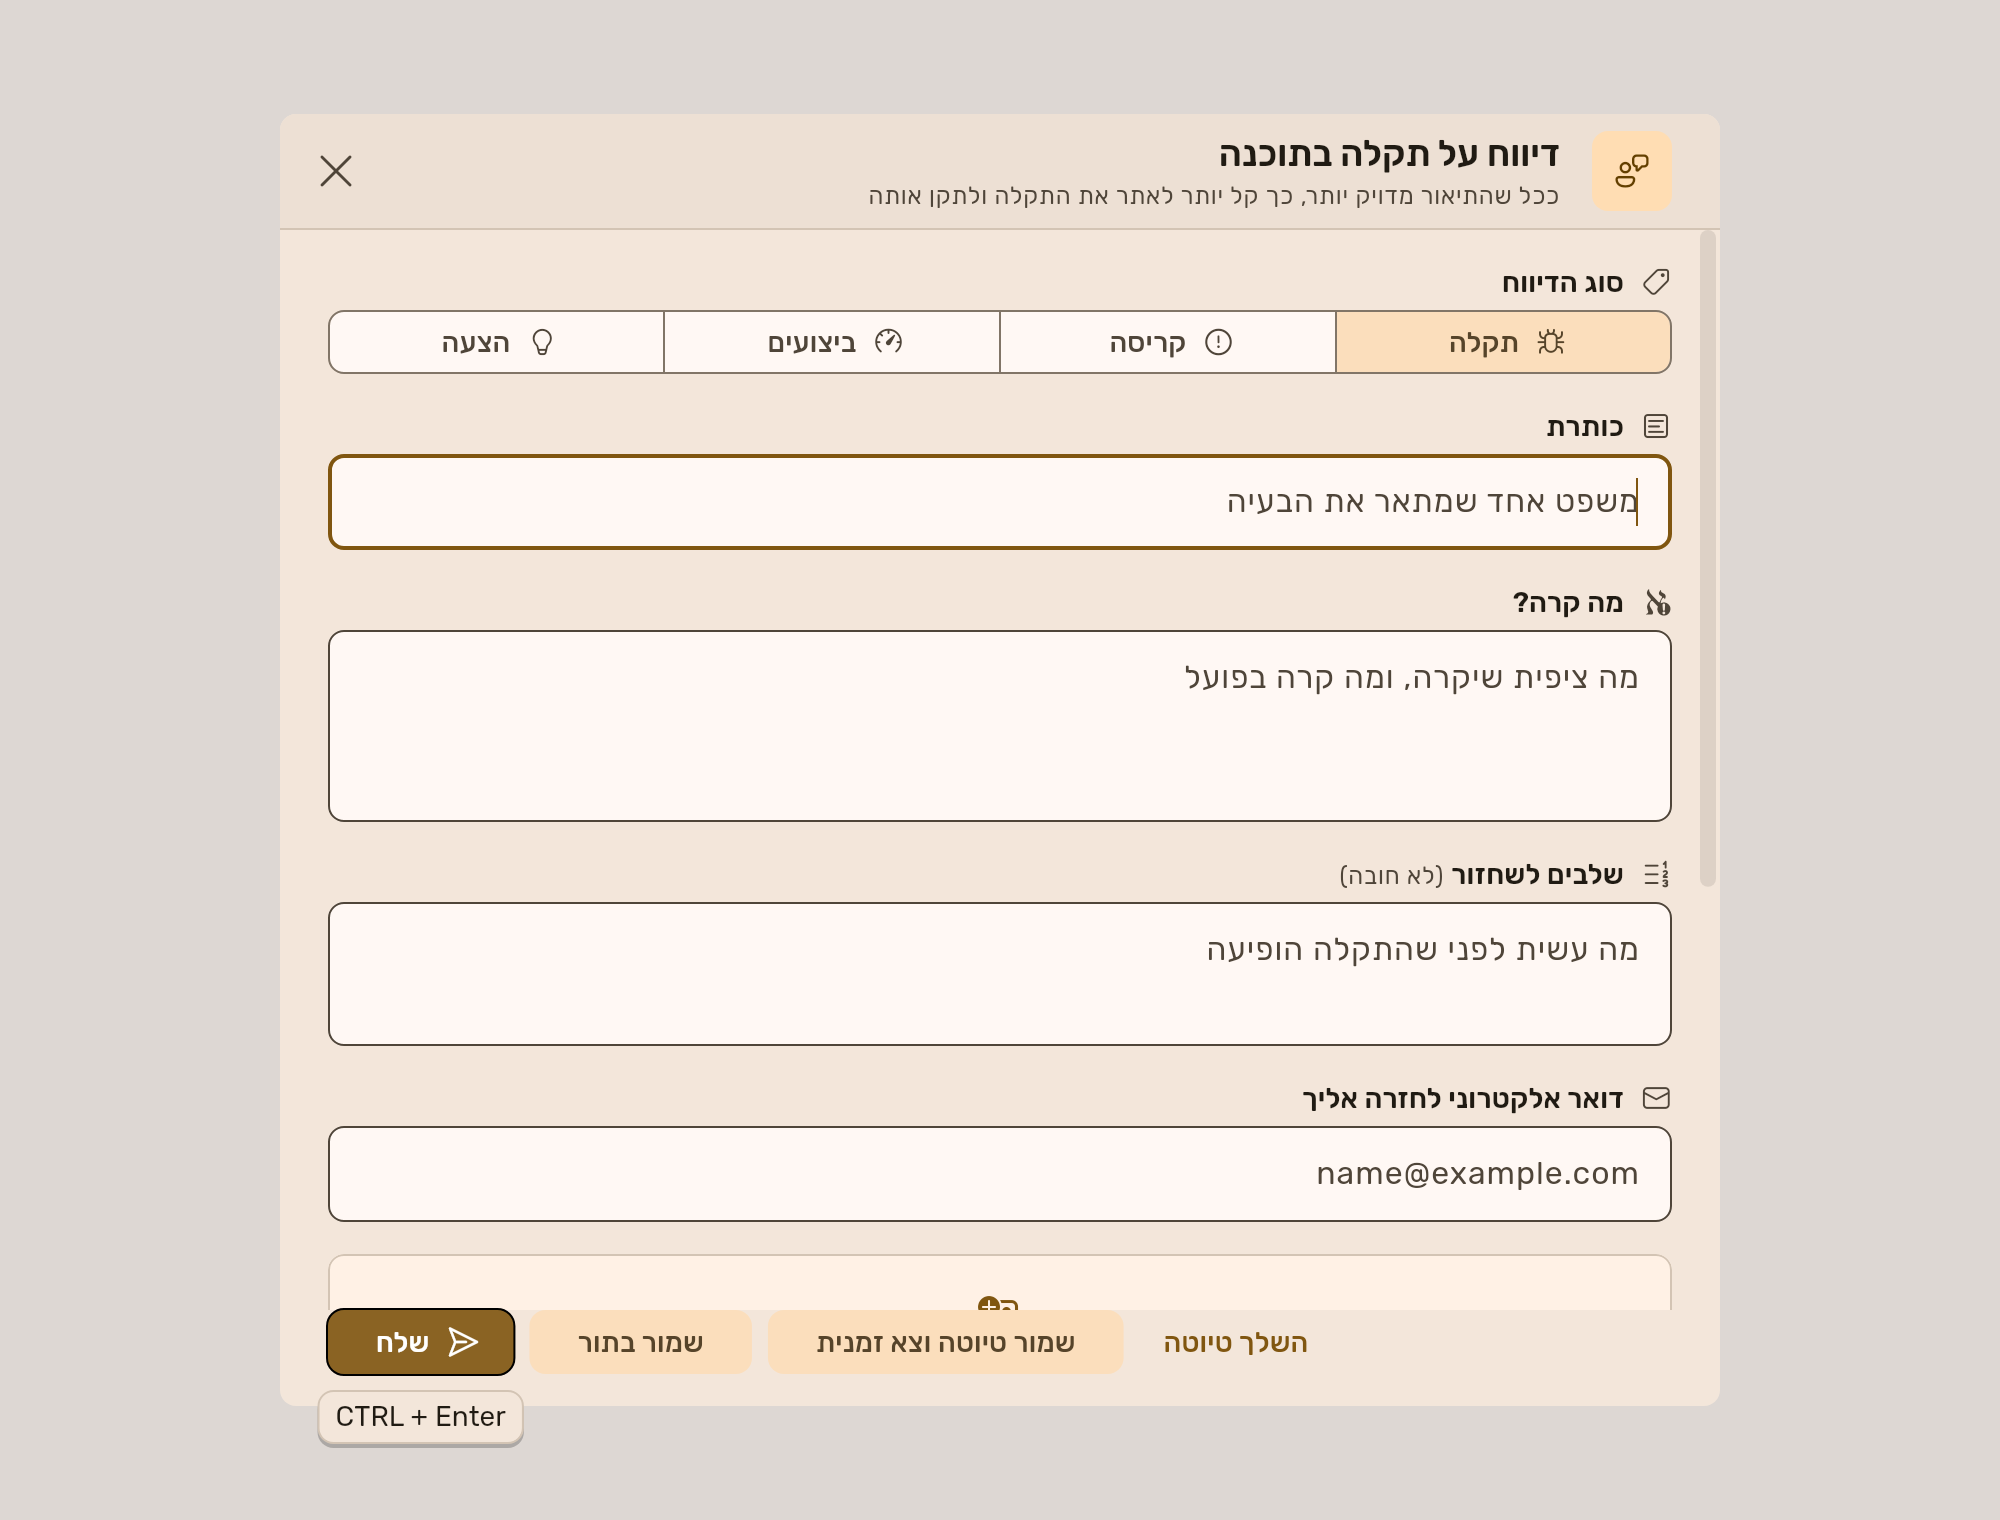 דיווח על תקלה בתוכנה
ככל שהתיאור מדויק יותר, כך קל יותר לאתר את התקלה ולתקן אותה
סוג הדיווח
תקלה
קריסה
ביצועים
הצעה
כותרת
משפט אחד שמתאר את הבעיה
מה קרה?
מה ציפית שיקרה, ומה קרה בפועל
שלבים לשחזור (לא חובה)
מה עשית לפני שהתקלה הופיעה
דואר אלקטרוני לחזרה אליך
name@example.com
השלך טיוטה
שמור טיוטה וצא זמנית
שמור בתור
שלח
CTRL + Enter